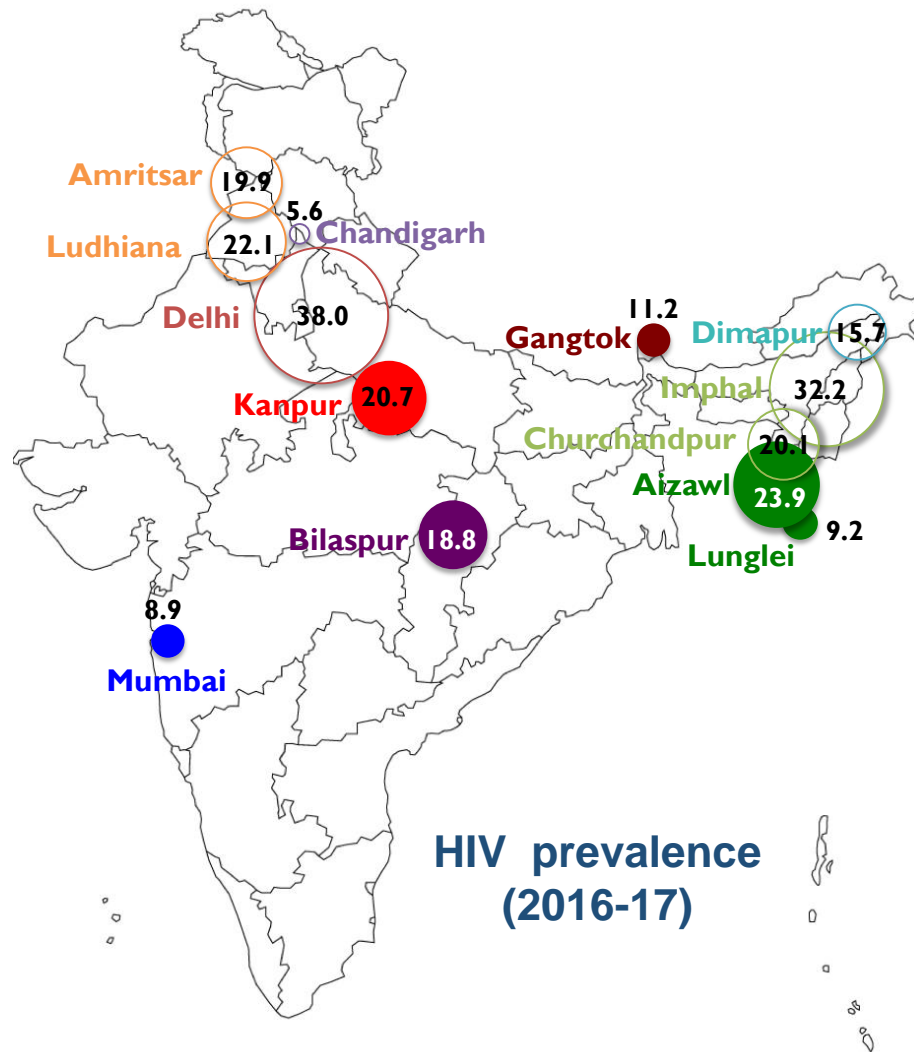 Amritsar
19.9
5.6
Chandigarh
Ludhiana
22.1
Delhi
38.0
11.2
Gangtok
Dimapur
15.7
Kanpur
20.7
Imphal
32.2
Churchandpur
20.1
Aizawl
23.9
Bilaspur
18.8
9.2
Lunglei
8.9
Mumbai
HIV prevalence
(2016-17)